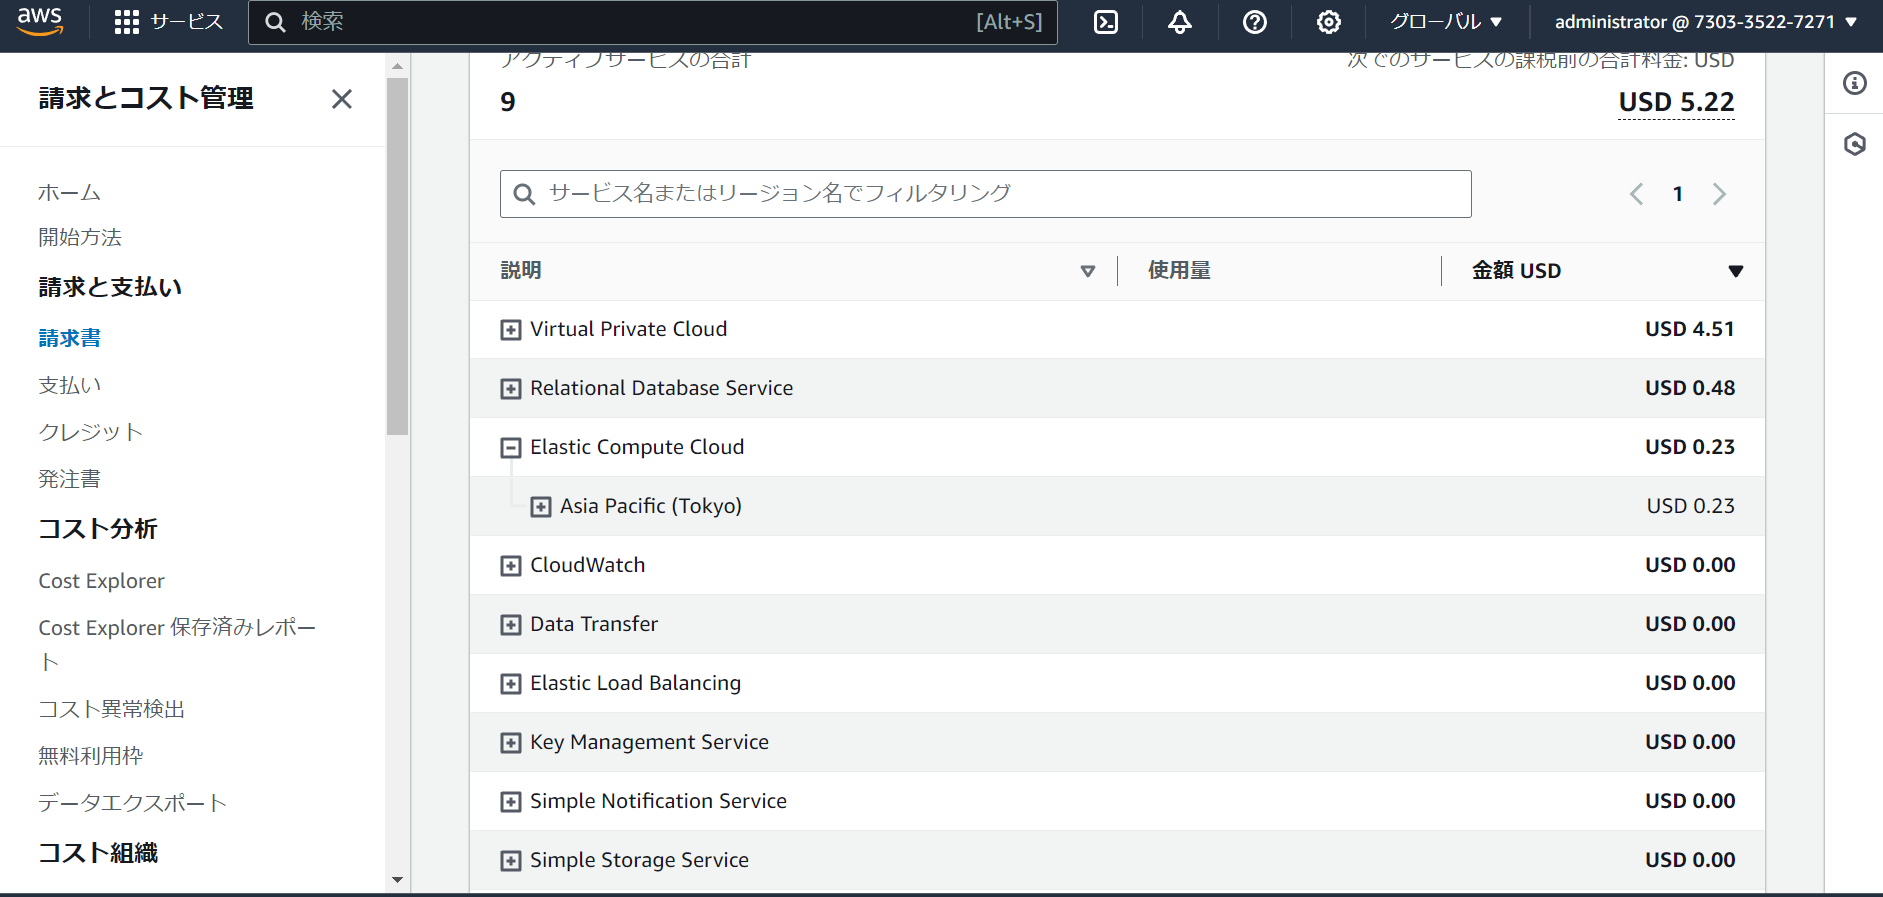 aws
サービス
検索
[Alt+S]
グローバル
administrator @ 7303-3522-7271
請求とコスト管理
ホーム
開始方法
請求と支払い
請求書
支払い
クレジット
発注書
コスト分析
Cost Explorer
Cost Explorer 保存済みレポー
ト
コスト異常検出
無料利用枠
データエクスポート
コスト組織
アクティブサービスの合計
次でのサービスの課税前の合計料金: USD
9
USD 5.22
サービス名またはリージョン名でフィルタリング
1
説明
使用量
金額 USD
Virtual Private Cloud
USD 4.51
Relational Database Service
USD 0.48
Elastic Compute Cloud
USD 0.23
Asia Pacific (Tokyo)
USD 0.23
CloudWatch
USD 0.00
Data Transfer
USD 0.00
Elastic Load Balancing
USD 0.00
Key Management Service
USD 0.00
Simple Notification Service
USD 0.00
Simple Storage Service
USD 0.00